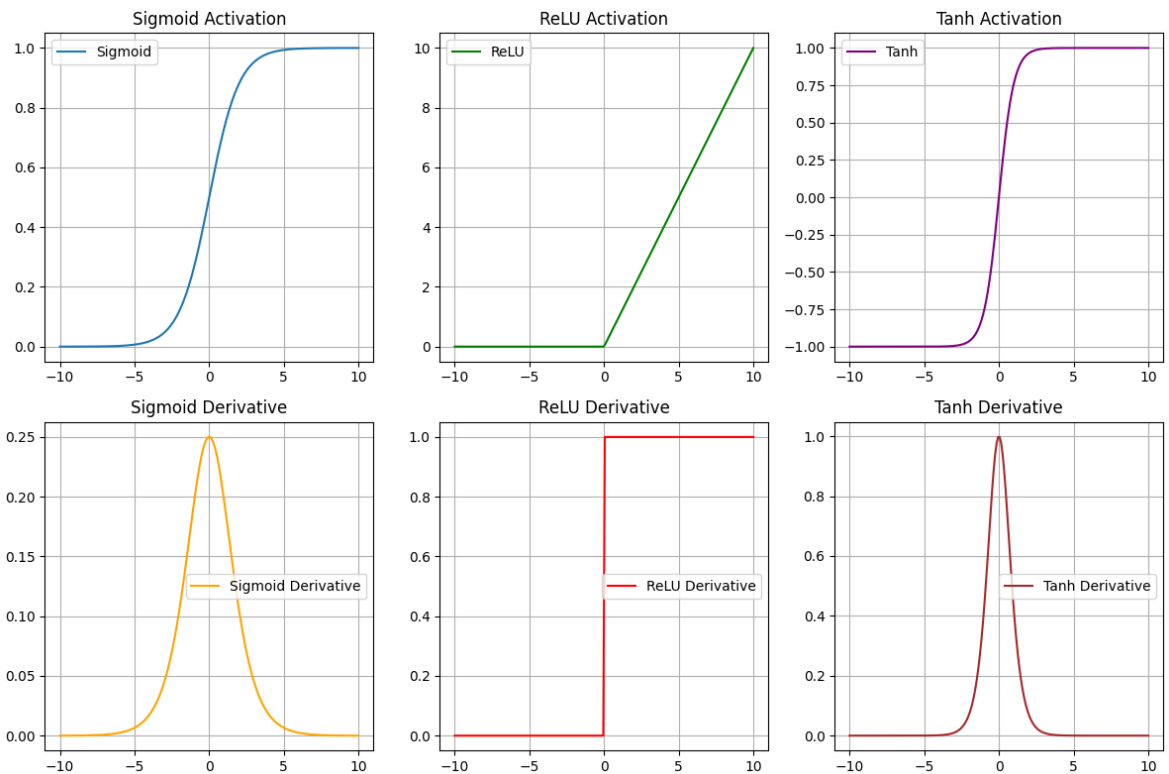 Sigmoid Activation
Sigmoid
1.0
0.8
0.6
0.4
0.2
0.0
−10 −5 0 5 10
ReLU Activation
ReLU
10
8
6
4
2
0
−10 −5 0 5 10
Tanh Activation
Tanh
1.00
0.75
0.50
0.25
0.00
−0.25
−0.50
−0.75
−1.00
−10 −5 0 5 10
Sigmoid Derivative
0.25
0.20
0.15
Sigmoid Derivative
0.10
0.05
0.00
−10 −5 0 5 10
ReLU Derivative
1.0
0.8
0.6
ReLU Derivative
0.4
0.2
0.0
−10 −5 0 5 10
Tanh Derivative
1.0
0.8
0.6
Tanh Derivative
0.4
0.2
0.0
−10 −5 0 5 10